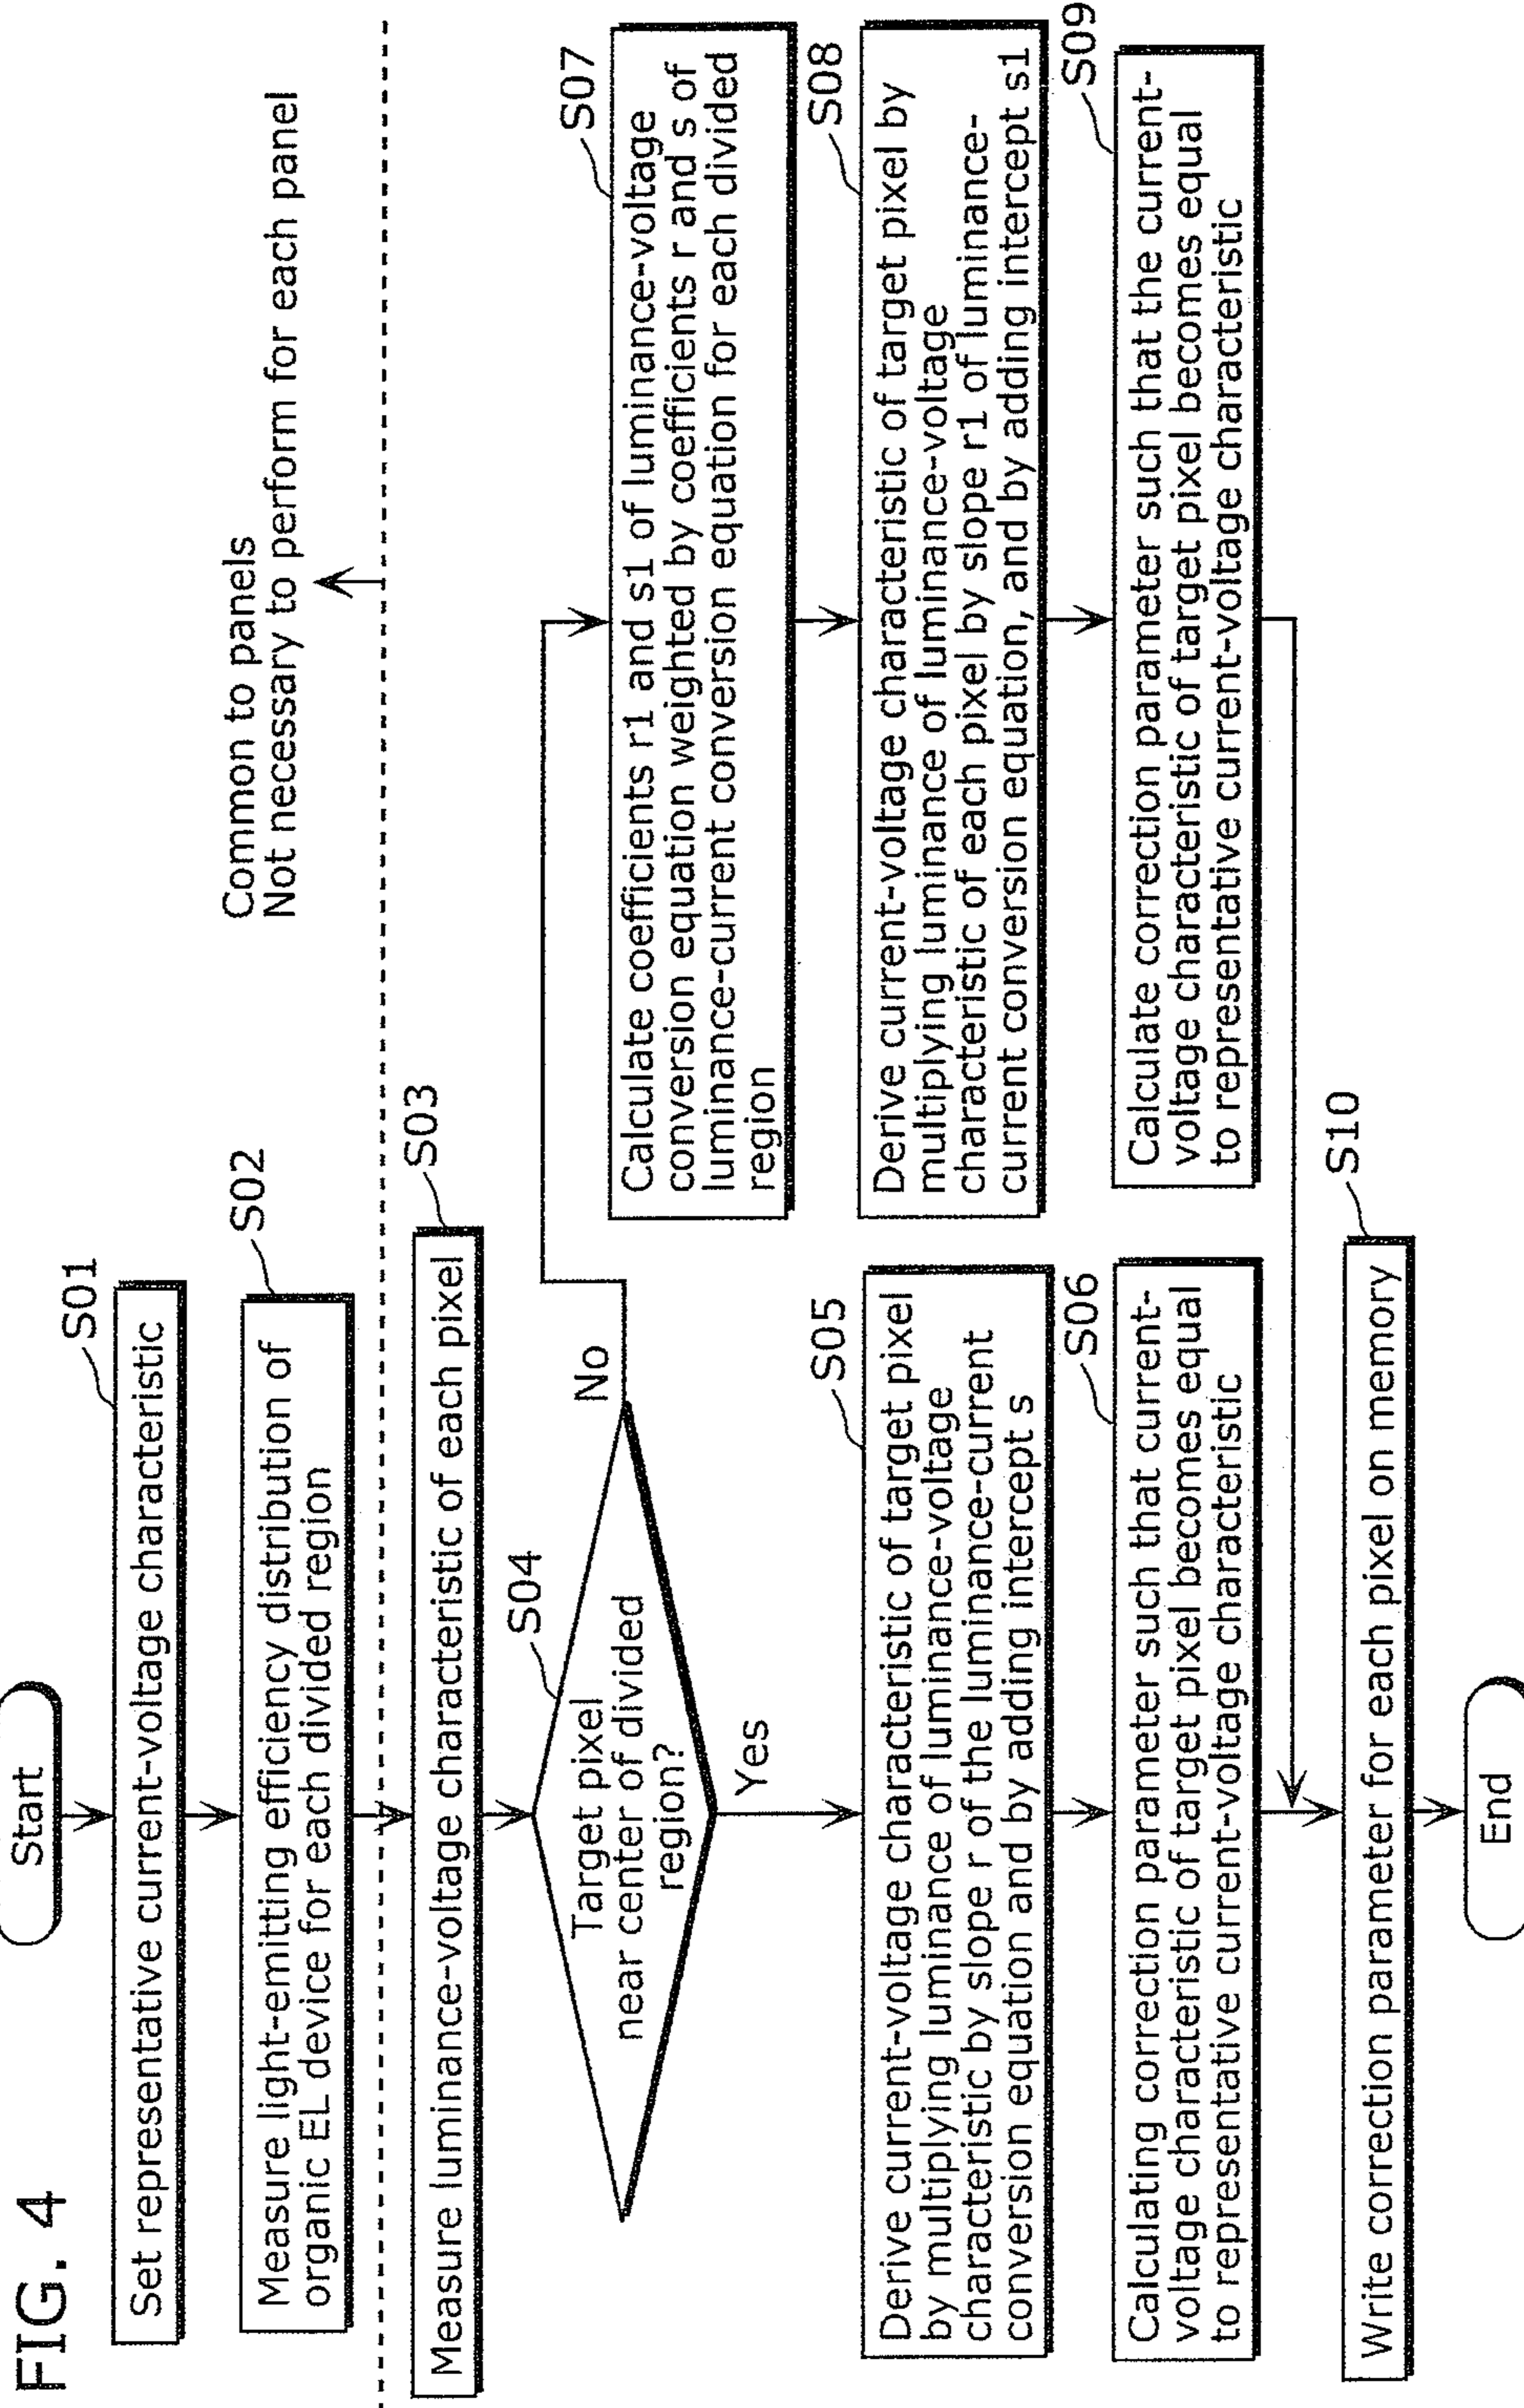 FIG. 4
Start
S01
Set representative current-voltage characteristic
S02
Measure light-emitting efficiency distribution of
organic EL device for each divided region
Common to panels
Not necessary to perform for each panel
S03
Measure luminance-voltage characteristic of each pixel
S04
Target pixel
near center of divided
region?
No
Yes
S05
Derive current-voltage characteristic of target pixel
by multiplying luminance of luminance-voltage
characteristic by slope r of the luminance-current
conversion equation and by adding intercept s
S06
Calculating correction parameter such that current-
voltage characteristic of target pixel becomes equal
to representative current-voltage characteristic
S07
Calculate coefficients r1 and s1 of luminance-voltage
conversion equation weighted by coefficients r and s of
luminance-current conversion equation for each divided
region
S08
Derive current-voltage characteristic of target pixel by
multiplying luminance of luminance-voltage
characteristic of each pixel by slope r1 of luminance-
current conversion equation, and by adding intercept s1
S09
Calculate correction parameter such that the current-
voltage characteristic of target pixel becomes equal
to representative current-voltage characteristic
S10
Write correction parameter for each pixel on memory
End